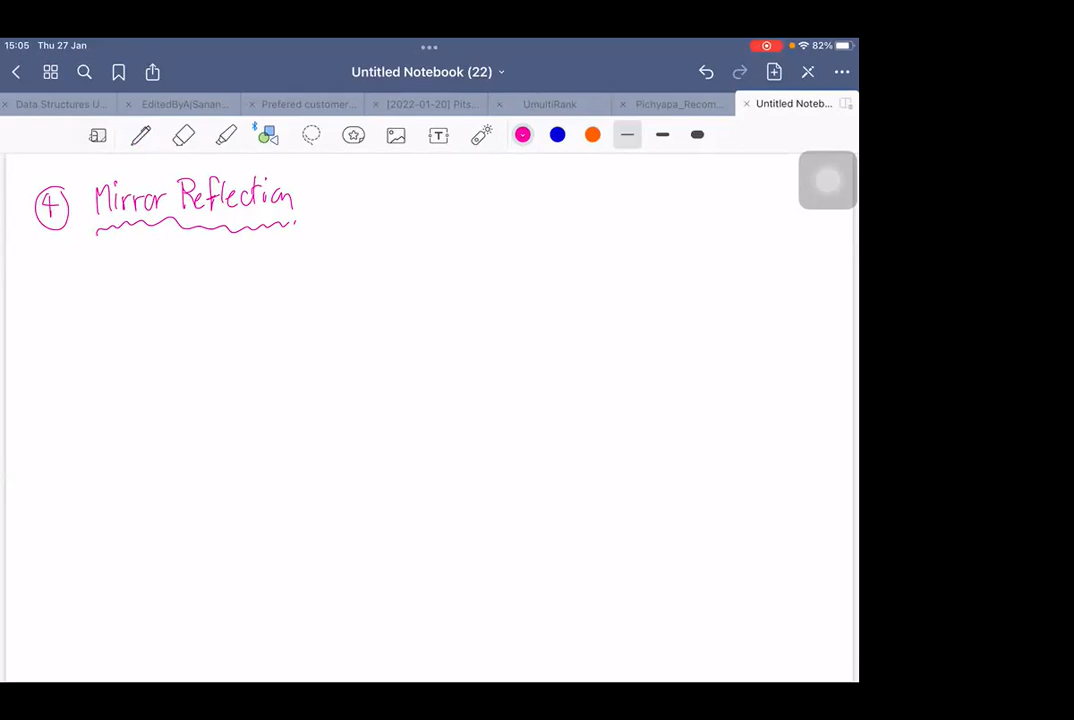 15:05 Thu 27 Jan 82%
Untitled Notebook (22)
Data Structures U... EditedByAjSanan... Prefered customer... [2022-01-20] Pits... UmultiRank Pichyapa_Recom... Untitled Noteb...
T
4 Mirror Reflection